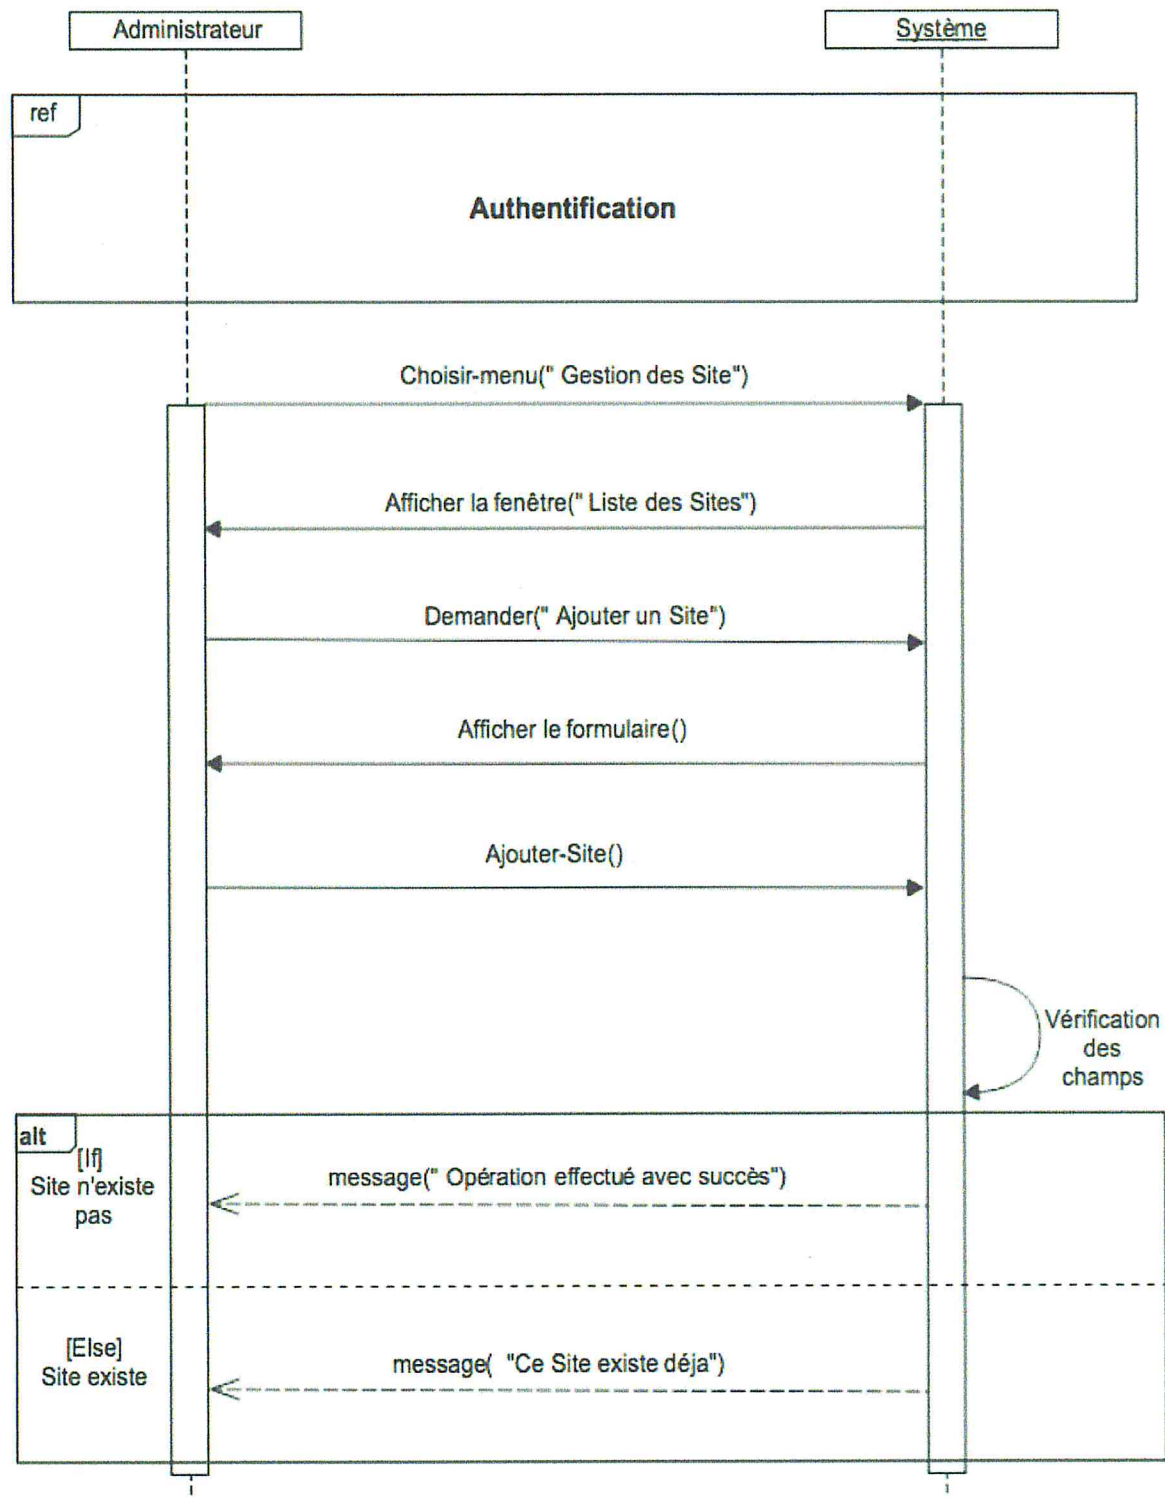 Administrateur
Système
ref
Authentification
Choisir-menu(" Gestion des Site")
Afficher la fenêtre(" Liste des Sites")
Demander(" Ajouter un Site")
Afficher le formulaire()
Ajouter-Site()
Vérification
des
champs
alt
[If]
Site n'existe
pas
message(" Opération effectué avec succès")
[Else]
Site existe
message( "Ce Site existe déja")